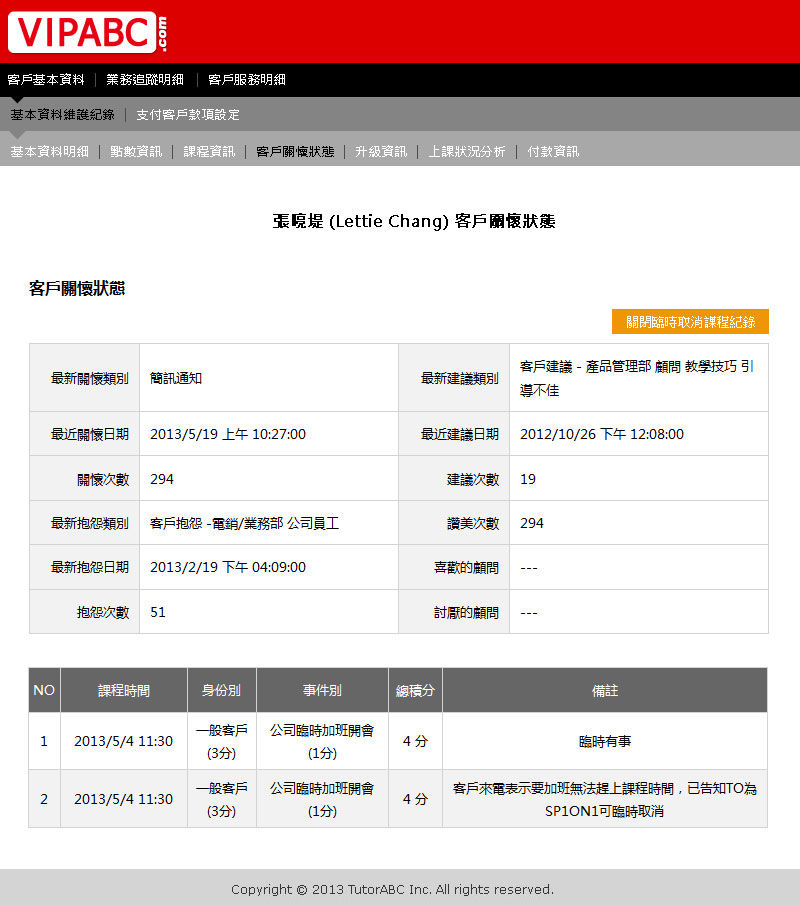 VIPABC.com
客戶基本資料 | 業務追蹤明細 | 客戶服務明細
基本資料維護紀錄 | 支付客戶款項設定
基本資料明細 | 點數資訊 | 課程資訊 | 客戶關懷狀態 | 升級資訊 | 上課狀況分析 | 付款資訊
張曉堤 (Lettie Chang) 客戶關懷狀態
客戶關懷狀態
關閉臨時取消課程紀錄
最新關懷類別 簡訊通知 最新建議類別 客戶建議 - 產品管理部 顧問 教學技巧 引
導不佳
最近關懷日期 2013/5/19 上午 10:27:00 最近建議日期 2012/10/26 下午 12:08:00
關懷次數 294 建議次數 19
最新抱怨類別 客戶抱怨 -電銷/業務部 公司員工 讚美次數 294
最新抱怨日期 2013/2/19 下午 04:09:00 喜歡的顧問 ---
抱怨次數 51 討厭的顧問 ---
NO 課程時間 身份別 事件別 總積分 備註
1 2013/5/4 11:30 一般客戶 (3分) 公司臨時加班開會 (1分) 4 分 臨時有事
2 2013/5/4 11:30 一般客戶 (3分) 公司臨時加班開會 (1分) 4 分 客戶來電表示要加班無法趕上課程時間，已告知TO為
SP1ON1可臨時取消
Copyright © 2013 TutorABC Inc. All rights reserved.